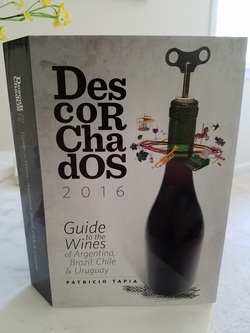 Des
coR
Cha
dOS
2016
Guide
to the
Wines
of Argentina,
Brazil, Chile
& Uruguay
PATRICIO TAPIA